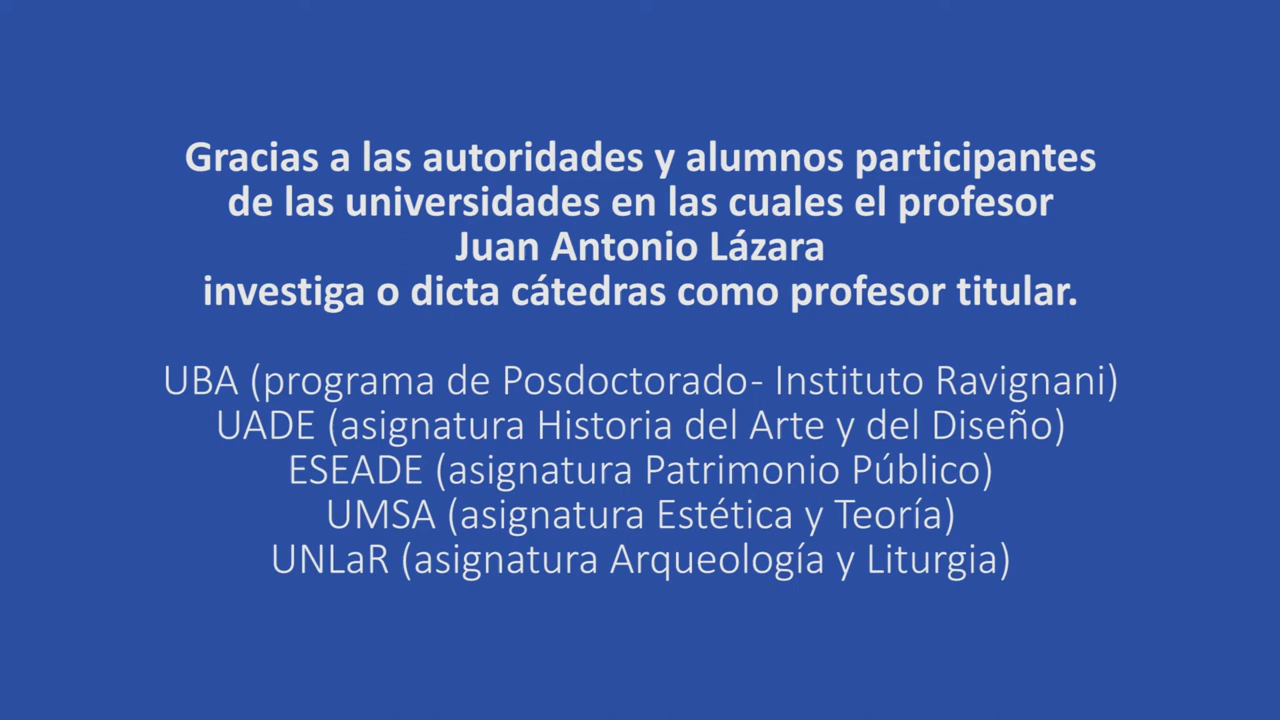 Gracias a las autoridades y alumnos participantes
de las universidades en las cuales el profesor
Juan Antonio Lázara
investiga o dicta cátedras como profesor titular.
UBA (programa de Posdoctorado- Instituto Ravignani)
UADE (asignatura Historia del Arte y del Diseño)
ESEADE (asignatura Patrimonio Público)
UMSA (asignatura Estética y Teoría)
UNLaR (asignatura Arqueología y Liturgia)